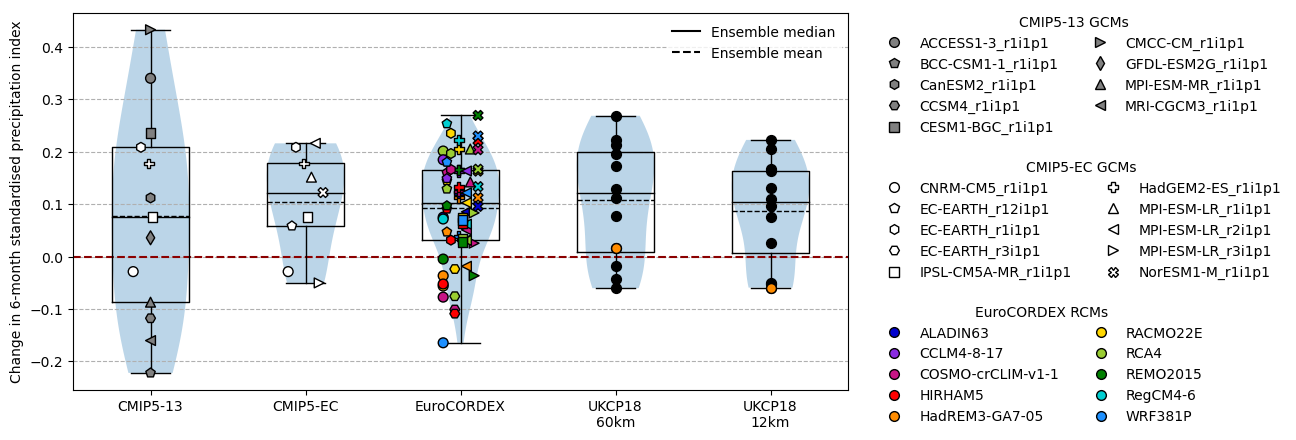 Change in 6-month standardised precipitation index
0.4
0.3
0.2
0.1
0.0
−0.1
−0.2
Ensemble median
Ensemble mean
CMIP5-13
CMIP5-EC
EuroCORDEX
UKCP18
60km
UKCP18
12km
CMIP5-13 GCMs
ACCESS1-3_r1i1p1
BCC-CSM1-1_r1i1p1
CanESM2_r1i1p1
CCSM4_r1i1p1
CESM1-BGC_r1i1p1
CMCC-CM_r1i1p1
GFDL-ESM2G_r1i1p1
MPI-ESM-MR_r1i1p1
MRI-CGCM3_r1i1p1
CMIP5-EC GCMs
CNRM-CM5_r1i1p1
EC-EARTH_r12i1p1
EC-EARTH_r1i1p1
EC-EARTH_r3i1p1
IPSL-CM5A-MR_r1i1p1
HadGEM2-ES_r1i1p1
MPI-ESM-LR_r1i1p1
MPI-ESM-LR_r2i1p1
MPI-ESM-LR_r3i1p1
NorESM1-M_r1i1p1
EuroCORDEX RCMs
ALADIN63
CCLM4-8-17
COSMO-crCLIM-v1-1
HIRHAM5
HadREM3-GA7-05
RACMO22E
RCA4
REMO2015
RegCM4-6
WRF381P